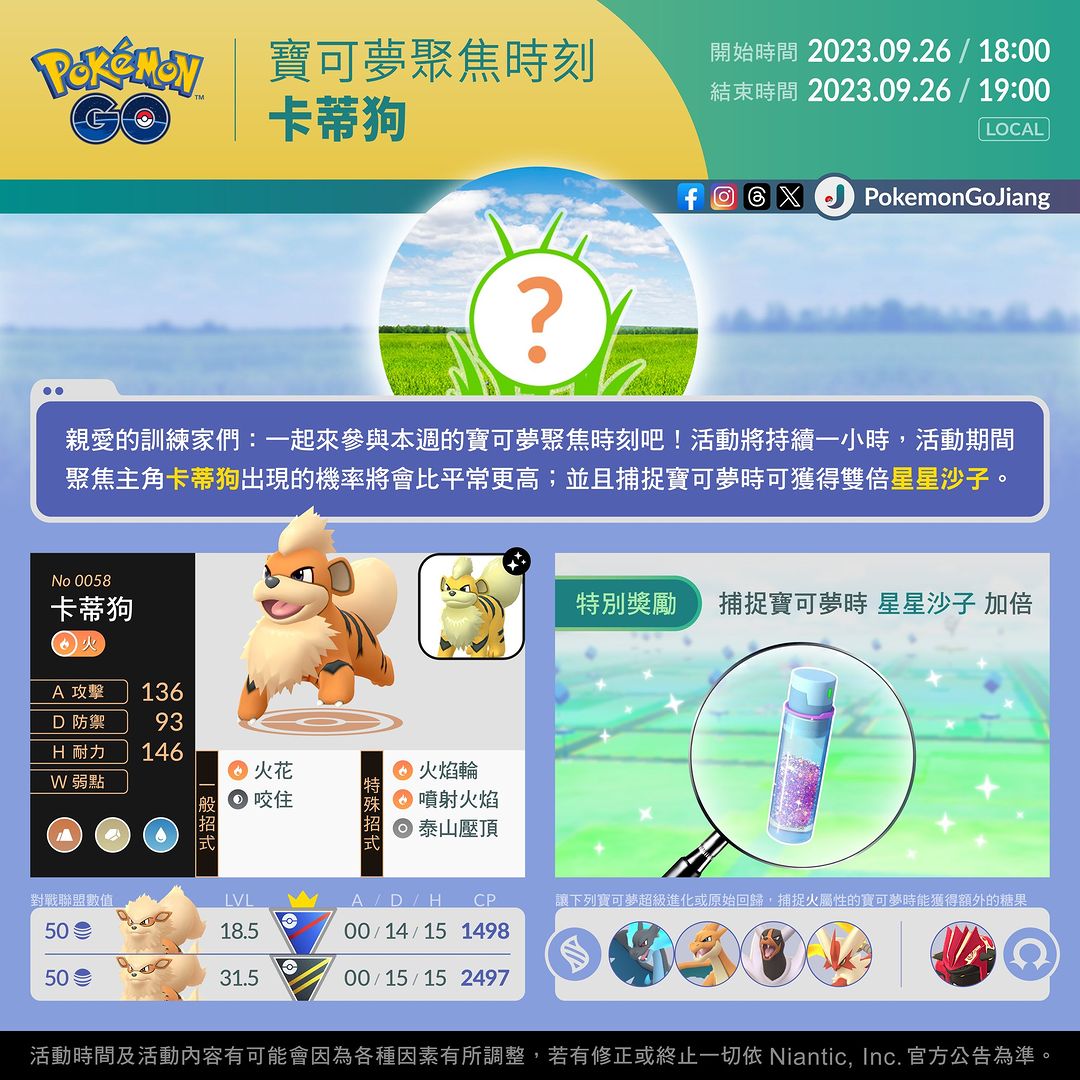 POKÉMON GO
TM
寶可夢聚焦時刻
卡蒂狗
開始時間 2023.09.26 / 18:00
結束時間 2023.09.26 / 19:00
LOCAL
PokemonGoJiang
?
親愛的訓練家們：一起來參與本週的寶可夢聚焦時刻吧！活動將持續一小時，活動期間
聚焦主角卡蒂狗出現的機率將會比平常更高；並且捕捉寶可夢時可獲得雙倍星星沙子。
No 0058
卡蒂狗
火
A 攻擊 136
D 防禦 93
H 耐力 146
W 弱點
一般招式
火花
咬住
特殊招式
火焰輪
噴射火焰
泰山壓頂
特別獎勵 捕捉寶可夢時 星星沙子 加倍
對戰聯盟數值 LVL A / D / H CP
50 18.5 00 / 14 / 15 1498
50 31.5 00 / 15 / 15 2497
讓下列寶可夢超級進化或原始回歸，捕捉火屬性的寶可夢時能獲得額外的糖果
活動時間及活動內容有可能會因為各種因素有所調整，若有修正或終止一切依 Niantic, Inc. 官方公告為準。